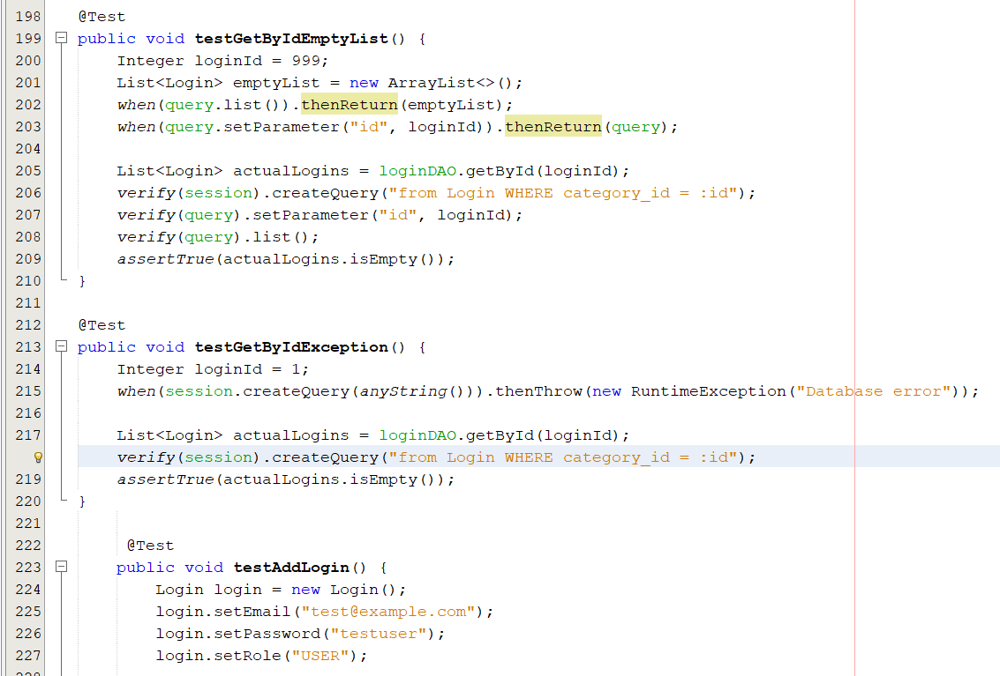 198 @Test
199 public void testGetByIdEmptyList() {
200 Integer loginId = 999;
201 List<Login> emptyList = new ArrayList<>();
202 when(query.list()).thenReturn(emptyList);
203 when(query.setParameter("id", loginId)).thenReturn(query);
204
205 List<Login> actualLogins = loginDAO.getById(loginId);
206 verify(session).createQuery("from Login WHERE category_id = :id");
207 verify(query).setParameter("id", loginId);
208 verify(query).list();
209 assertTrue(actualLogins.isEmpty());
210 }
211
212 @Test
213 public void testGetByIdException() {
214 Integer loginId = 1;
215 when(session.createQuery(anyString())).thenThrow(new RuntimeException("Database error"));
216
217 List<Login> actualLogins = loginDAO.getById(loginId);
verify(session).createQuery("from Login WHERE category_id = :id");
219 assertTrue(actualLogins.isEmpty());
220 }
221
222 @Test
223 public void testAddLogin() {
224 Login login = new Login();
225 login.setEmail("test@example.com");
226 login.setPassword("testuser");
227 login.setRole("USER");